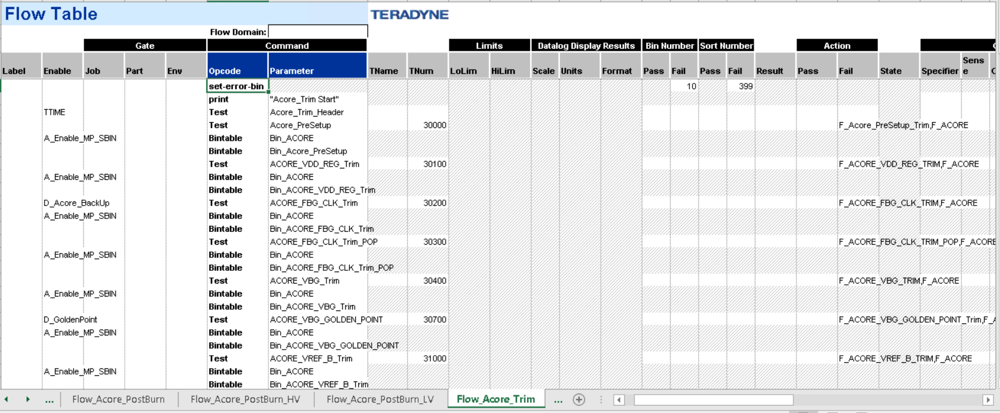 Flow Table TERADYNE
Flow Domain:
Gate Command Limits Datalog Display Results Bin Number Sort Number Action
Label Enable Job Part Env Opcode Parameter TName TNum LoLim HiLim Scale Units Format Pass Fail Pass Fail Result Pass Fail State Specifier Sense
set-error-bin 10 399
print "Acore_Trim Start"
TTIME Test Acore_Trim_Header
Test Acore_PreSetup 30000 F_Acore_PreSetup_Trim,F_ACORE
A_Enable_MP_SBIN Bintable Bin_ACORE
Bintable Bin_Acore_PreSetup
Test ACORE_VDD_REG_Trim 30100 F_ACORE_VDD_REG_TRIM,F_ACORE
A_Enable_MP_SBIN Bintable Bin_ACORE
Bintable Bin_ACORE_VDD_REG_Trim
D_Acore_BackUp Test ACORE_FBG_CLK_Trim 30200 F_ACORE_FBG_CLK_TRIM,F_ACORE
A_Enable_MP_SBIN Bintable Bin_ACORE
Bintable Bin_ACORE_FBG_CLK_Trim
Test ACORE_FBG_CLK_Trim_POP 30300 F_ACORE_FBG_CLK_TRIM_POP,F_ACORE
A_Enable_MP_SBIN Bintable Bin_ACORE
Bintable Bin_ACORE_FBG_CLK_Trim_POP
Test ACORE_VBG_Trim 30400 F_ACORE_VBG_TRIM,F_ACORE
A_Enable_MP_SBIN Bintable Bin_ACORE
Bintable Bin_ACORE_VBG_Trim
D_GoldenPoint Test ACORE_VBG_GOLDEN_POINT 30700 F_ACORE_VBG_GOLDEN_POINT_Trim,F_A
A_Enable_MP_SBIN Bintable Bin_ACORE
Bintable Bin_ACORE_VBG_GOLDEN_POINT
Test ACORE_VREF_B_Trim 31000 F_ACORE_VREF_B_TRIM,F_ACORE
A_Enable_MP_SBIN Bintable Bin_ACORE
Bintable Bin_ACORE_VREF_B_Trim
... Flow_Acore_PostBurn Flow_Acore_PostBurn_HV Flow_Acore_PostBurn_LV Flow_Acore_Trim ...